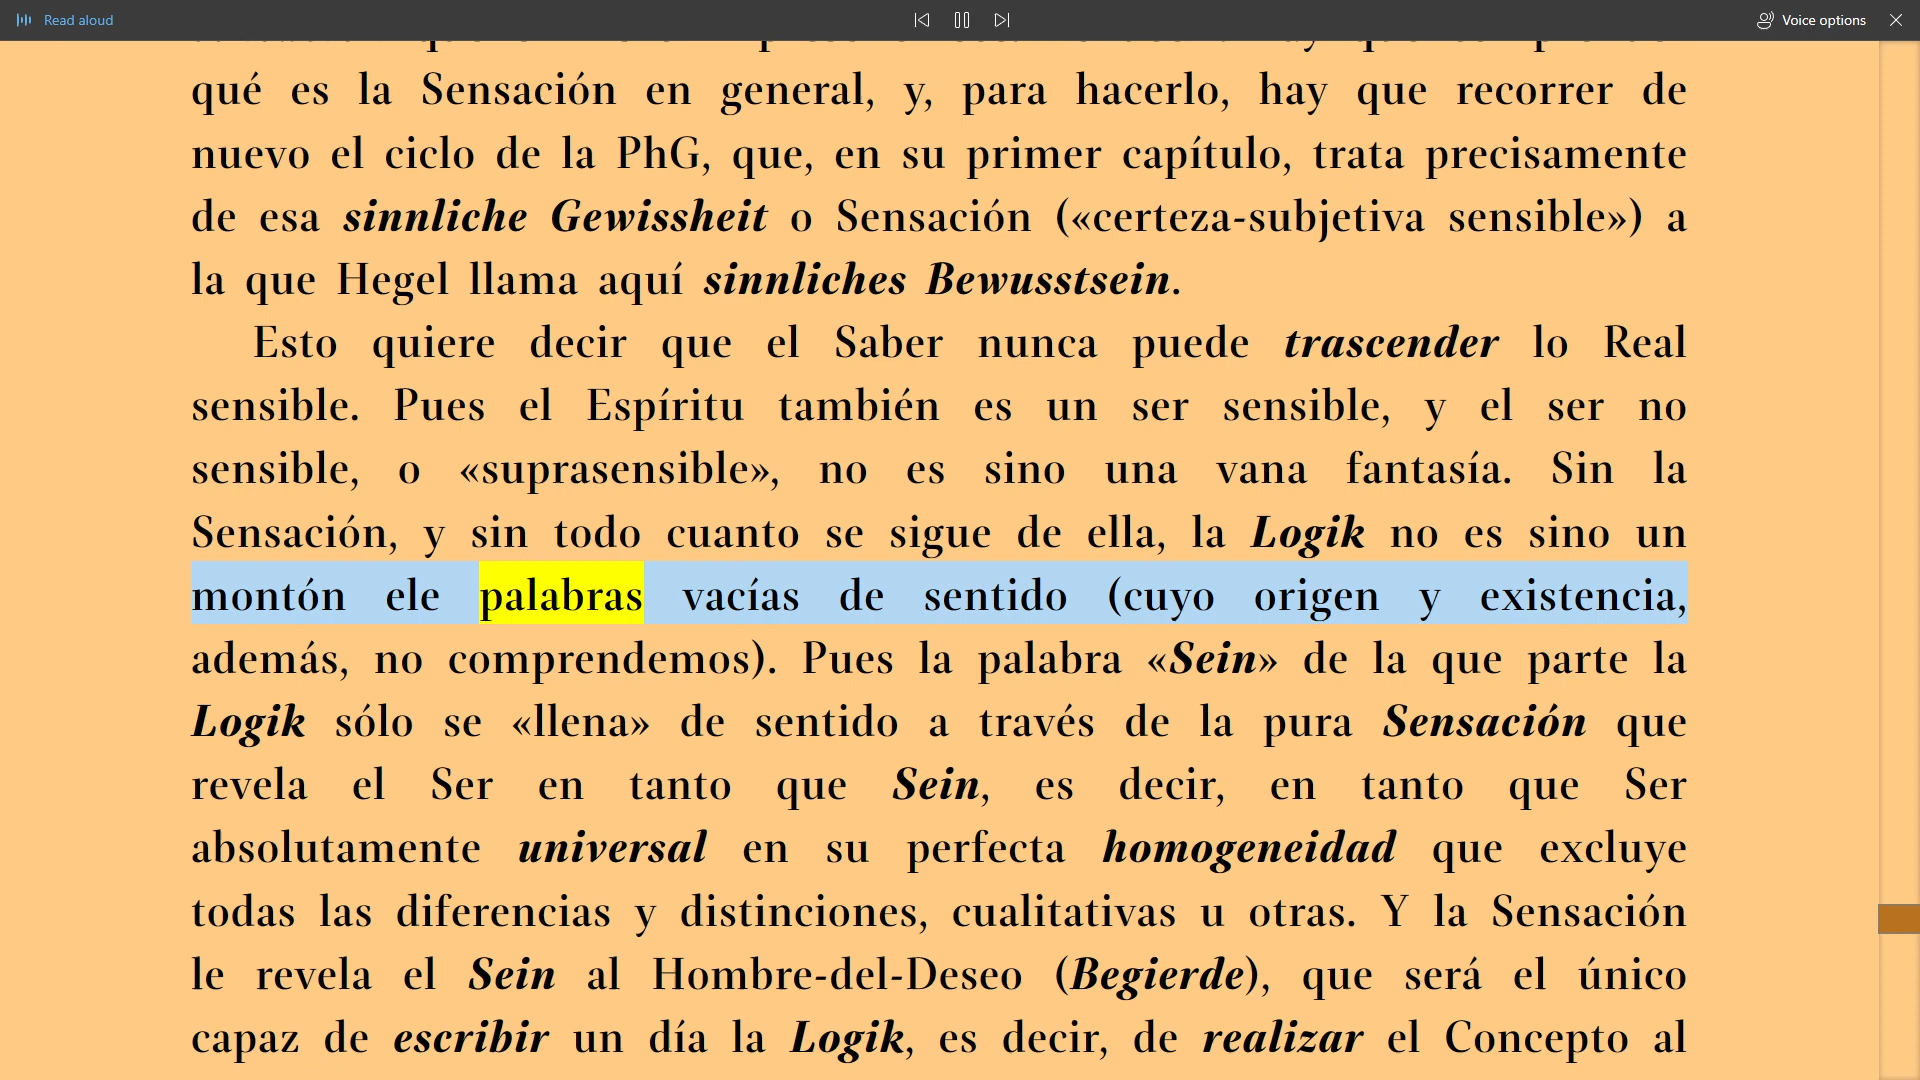 Read aloud
Voice options
qué es la Sensación en general, y, para hacerlo, hay que recorrer de
nuevo el ciclo de la PhG, que, en su primer capítulo, trata precisamente
de esa sinnliche Gewissheit o Sensación («certeza-subjetiva sensible») a
la que Hegel llama aquí sinnliches Bewusstsein.
Esto quiere decir que el Saber nunca puede trascender lo Real
sensible. Pues el Espíritu también es un ser sensible, y el ser no
sensible, o «suprasensible», no es sino una vana fantasía. Sin la
Sensación, y sin todo cuanto se sigue de ella, la Logik no es sino un
montón ele palabras vacías de sentido (cuyo origen y existencia,
además, no comprendemos). Pues la palabra «Sein» de la que parte la
Logik sólo se «llena» de sentido a través de la pura Sensación que
revela el Ser en tanto que Sein, es decir, en tanto que Ser
absolutamente universal en su perfecta homogeneidad que excluye
todas las diferencias y distinciones, cualitativas u otras. Y la Sensación
le revela el Sein al Hombre-del-Deseo (Begierde), que será el único
capaz de escribir un día la Logik, es decir, de realizar el Concepto al